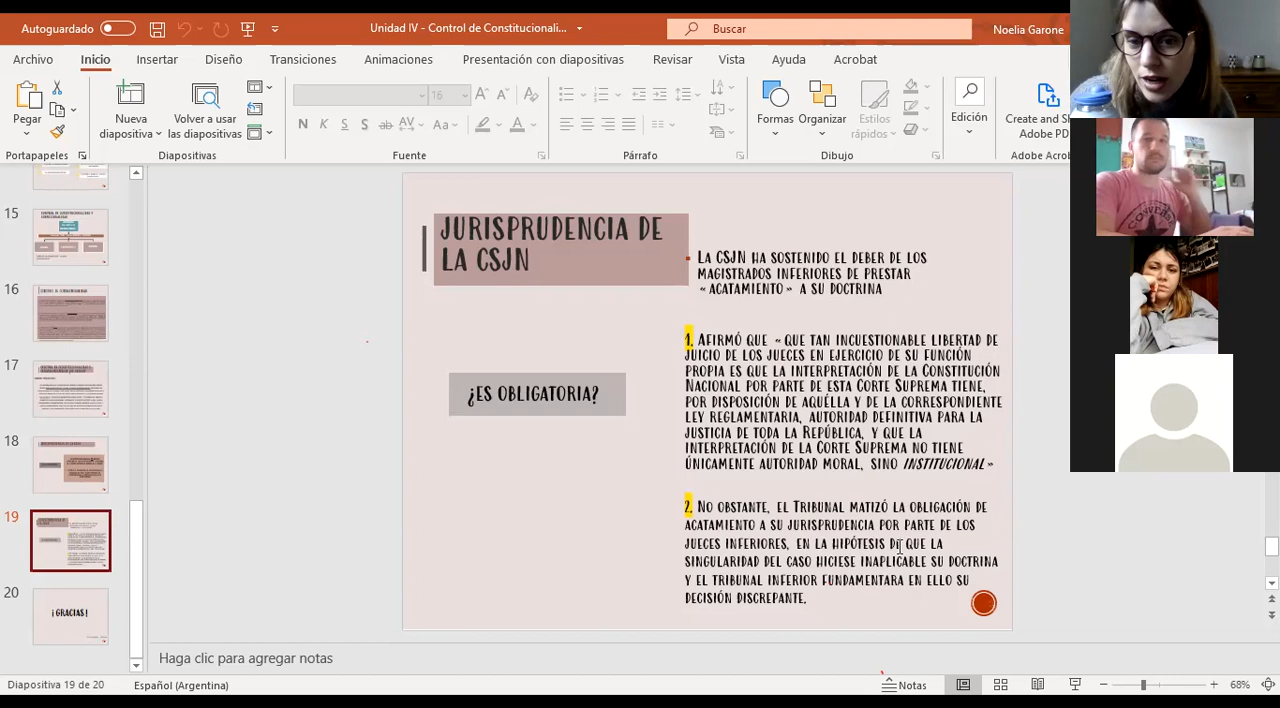 Autoguardado
Unidad IV - Control de Constitucionali...
Buscar
Noelia Garone
Archivo
Inicio
Insertar
Diseño
Transiciones
Animaciones
Presentación con diapositivas
Revisar
Vista
Ayuda
Acrobat
Pegar
Nueva
diapositiva
Volver a usar
las diapositivas
16
N K S S ab AV Aa A
Formas
Organizar
Estilos
rápidos
Edición
Create and S
Adobe PD
Portapapeles
Diapositivas
Fuente
Párrafo
Dibujo
Adobe Acro
15
16
17
18
19
20
¡GRACIAS!
JURISPRUDENCIA DE
LA CSJN
¿ES OBLIGATORIA?
LA CSJN HA SOSTENIDO EL DEBER DE LOS
MAGISTRADOS INFERIORES DE PRESTAR
«ACATAMIENTO» A SU DOCTRINA
1. AFIRMÓ QUE «QUE TAN INCUESTIONABLE LIBERTAD DE
JUICIO DE LOS JUECES EN EJERCICIO DE SU FUNCIÓN
PROPIA ES QUE LA INTERPRETACIÓN DE LA CONSTITUCIÓN
NACIONAL POR PARTE DE ESTA CORTE SUPREMA TIENE,
POR DISPOSICIÓN DE AQUÉLLA Y DE LA CORRESPONDIENTE
LEY REGLAMENTARIA, AUTORIDAD DEFINITIVA PARA LA
JUSTICIA DE TODA LA REPÚBLICA, Y QUE LA
INTERPRETACIÓN DE LA CORTE SUPREMA NO TIENE
ÚNICAMENTE AUTORIDAD MORAL, SINO INSTITUCIONAL»
2. NO OBSTANTE, EL TRIBUNAL MATIZÓ LA OBLIGACIÓN DE
ACATAMIENTO A SU JURISPRUDENCIA POR PARTE DE LOS
JUECES INFERIORES, EN LA HIPÓTESIS DE QUE LA
SINGULARIDAD DEL CASO HICIESE INAPLICABLE SU DOCTRINA
Y EL TRIBUNAL INFERIOR FUNDAMENTARA EN ELLO SU
DECISIÓN DISCREPANTE.
Haga clic para agregar notas
Diapositiva 19 de 20
Español (Argentina)
Notas
68%